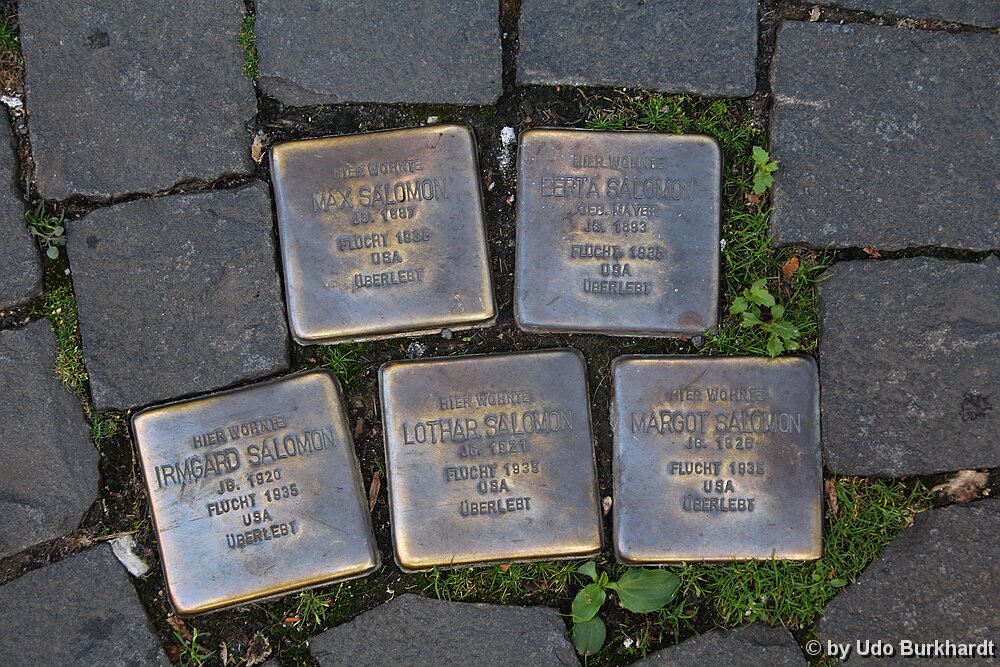 HIER WOHNTE
MAX SALOMON
JG. 1887
FLUCHT 1938
USA
ÜBERLEBT
HIER WOHNTE
BERTA SALOMON
GEB. MAYER
JG. 1893
FLUCHT 1938
USA
ÜBERLEBT
HIER WOHNTE
IRMGARD SALOMON
JG. 1920
FLUCHT 1935
USA
ÜBERLEBT
HIER WOHNTE
LOTHAR SALOMON
JG. 1921
FLUCHT 1935
USA
ÜBERLEBT
HIER WOHNTE
MARGOT SALOMON
JG. 1926
FLUCHT 1935
USA
ÜBERLEBT
© by Udo Burkhardt